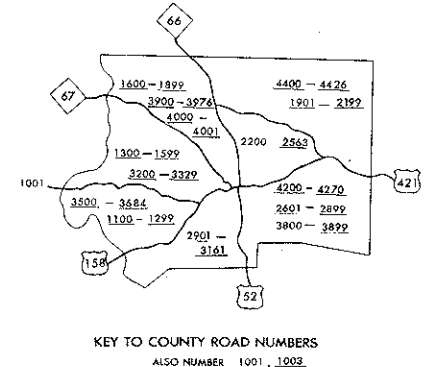 66
67
1600 – 1899
4400 – 4426
3900 – 3976
1901 – 2199
4000 –
4001
2200 2563
1300 – 1599
3200 – 3329
1001
4200 – 4270
421
3500, – 3684
2601 – 2899
1100 – 1299
3800 – 3899
2901 –
3161
158
52
KEY TO COUNTY ROAD NUMBERS
ALSO NUMBER 1001 , 1003